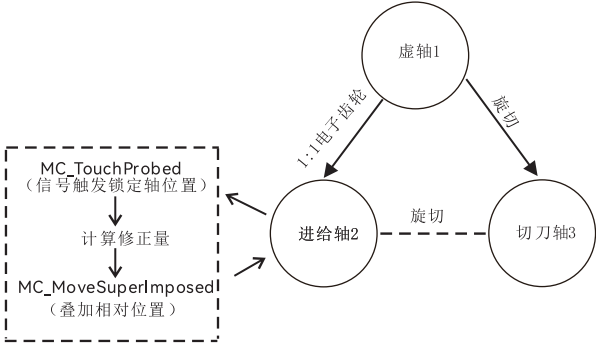 虚轴1
1:1电子齿轮
旋切
MC_TouchProbed
（信号触发锁定轴位置）
计算修正量
MC_MoveSuperImposed
（叠加相对位置）
进给轴2
旋切
切刀轴3